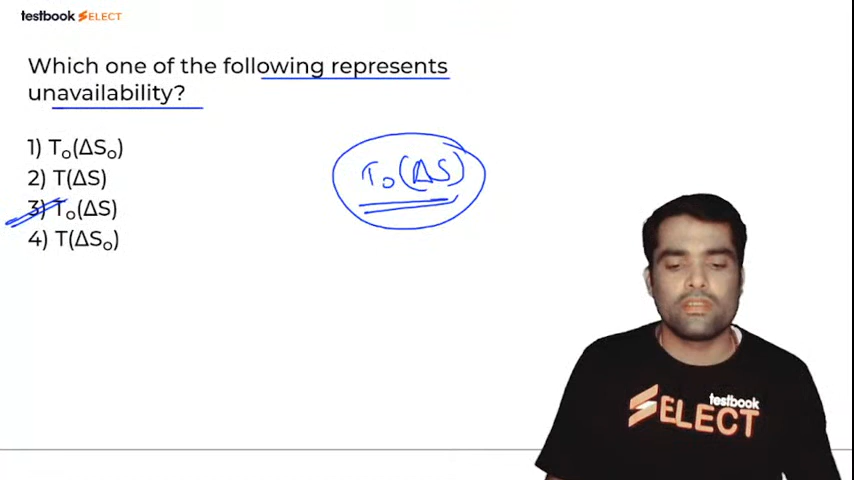 testbook SELECT
Which one of the following represents
unavailability?
1) T₀(ΔS₀)
2) T(ΔS)
3) T₀(ΔS)
4) T(ΔS₀)
T₀(ΔS)
testbook
SELECT